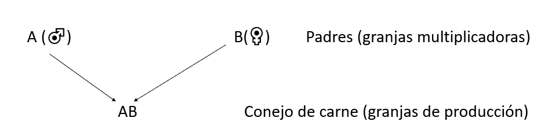 A (♂) B(♀) Padres (granjas multiplicadoras)
AB Conejo de carne (granjas de producción)